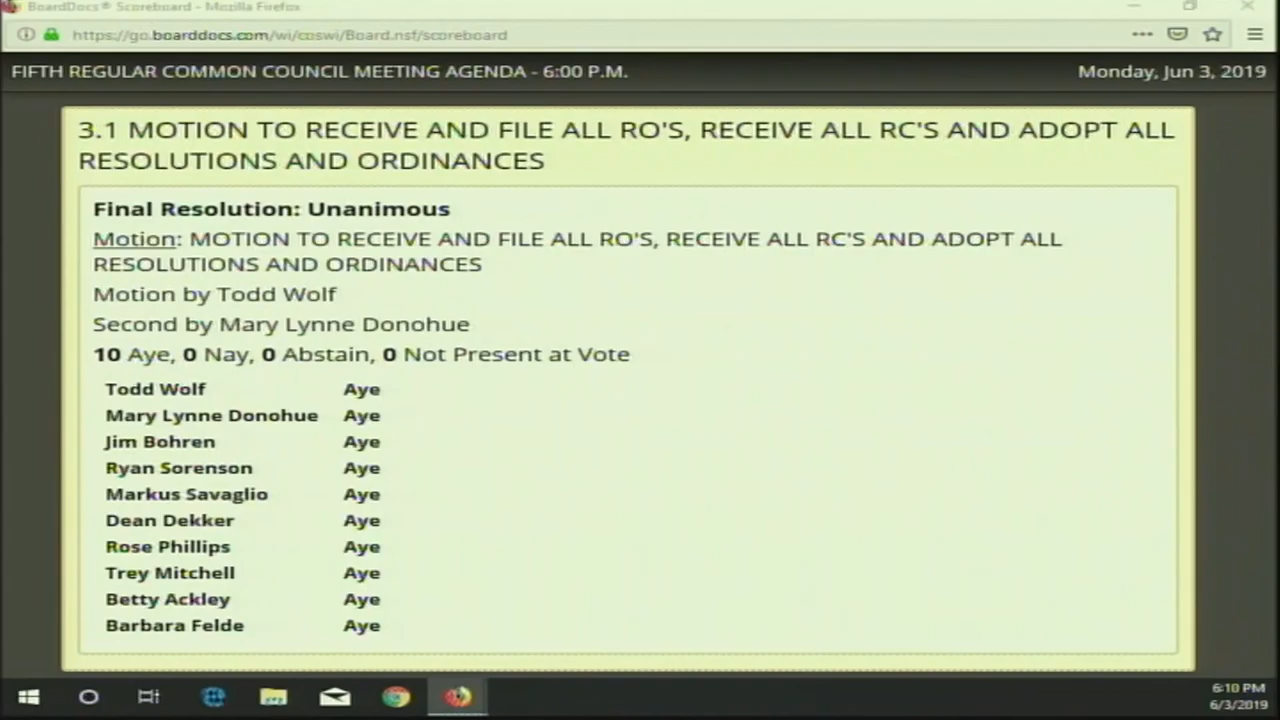 BoardDocs® Scoreboard - Mozilla Firefox
https://go.boarddocs.com/wi/coswi/Board.nsf/scoreboard
FIFTH REGULAR COMMON COUNCIL MEETING AGENDA - 6:00 P.M.
Monday, Jun 3, 2019
3.1 MOTION TO RECEIVE AND FILE ALL RO'S, RECEIVE ALL RC'S AND ADOPT ALL
RESOLUTIONS AND ORDINANCES
Final Resolution: Unanimous
Motion: MOTION TO RECEIVE AND FILE ALL RO'S, RECEIVE ALL RC'S AND ADOPT ALL
RESOLUTIONS AND ORDINANCES
Motion by Todd Wolf
Second by Mary Lynne Donohue
10 Aye, 0 Nay, 0 Abstain, 0 Not Present at Vote
Todd Wolf Aye
Mary Lynne Donohue Aye
Jim Bohren Aye
Ryan Sorenson Aye
Markus Savaglio Aye
Dean Dekker Aye
Rose Phillips Aye
Trey Mitchell Aye
Betty Ackley Aye
Barbara Felde Aye
6:10 PM
6/3/2019